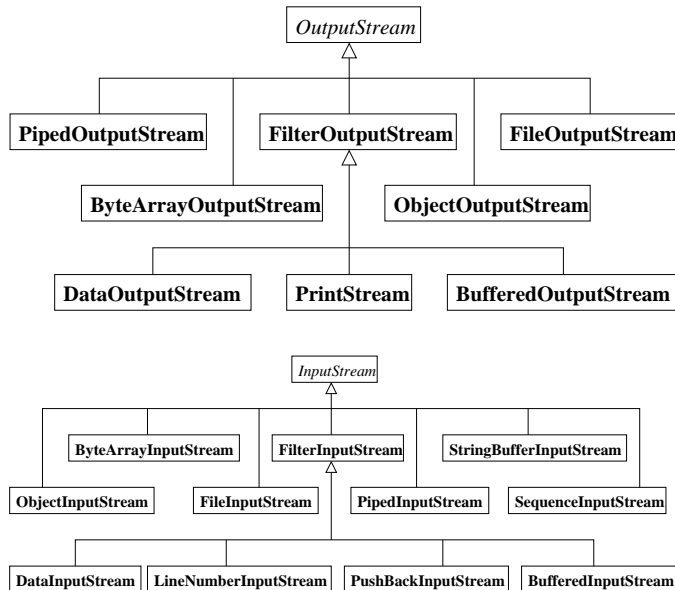 OutputStream
PipedOutputStream FilterOutputStream FileOutputStream
ByteArrayOutputStream ObjectOutputStream
DataOutputStream PrintStream BufferedOutputStream
InputStream
ByteArrayInputStream FilterInputStream StringBufferInputStream
ObjectInputStream FileInputStream PipedInputStream SequenceInputStream
DataInputStream LineNumberInputStream PushBackInputStream BufferedInputStream